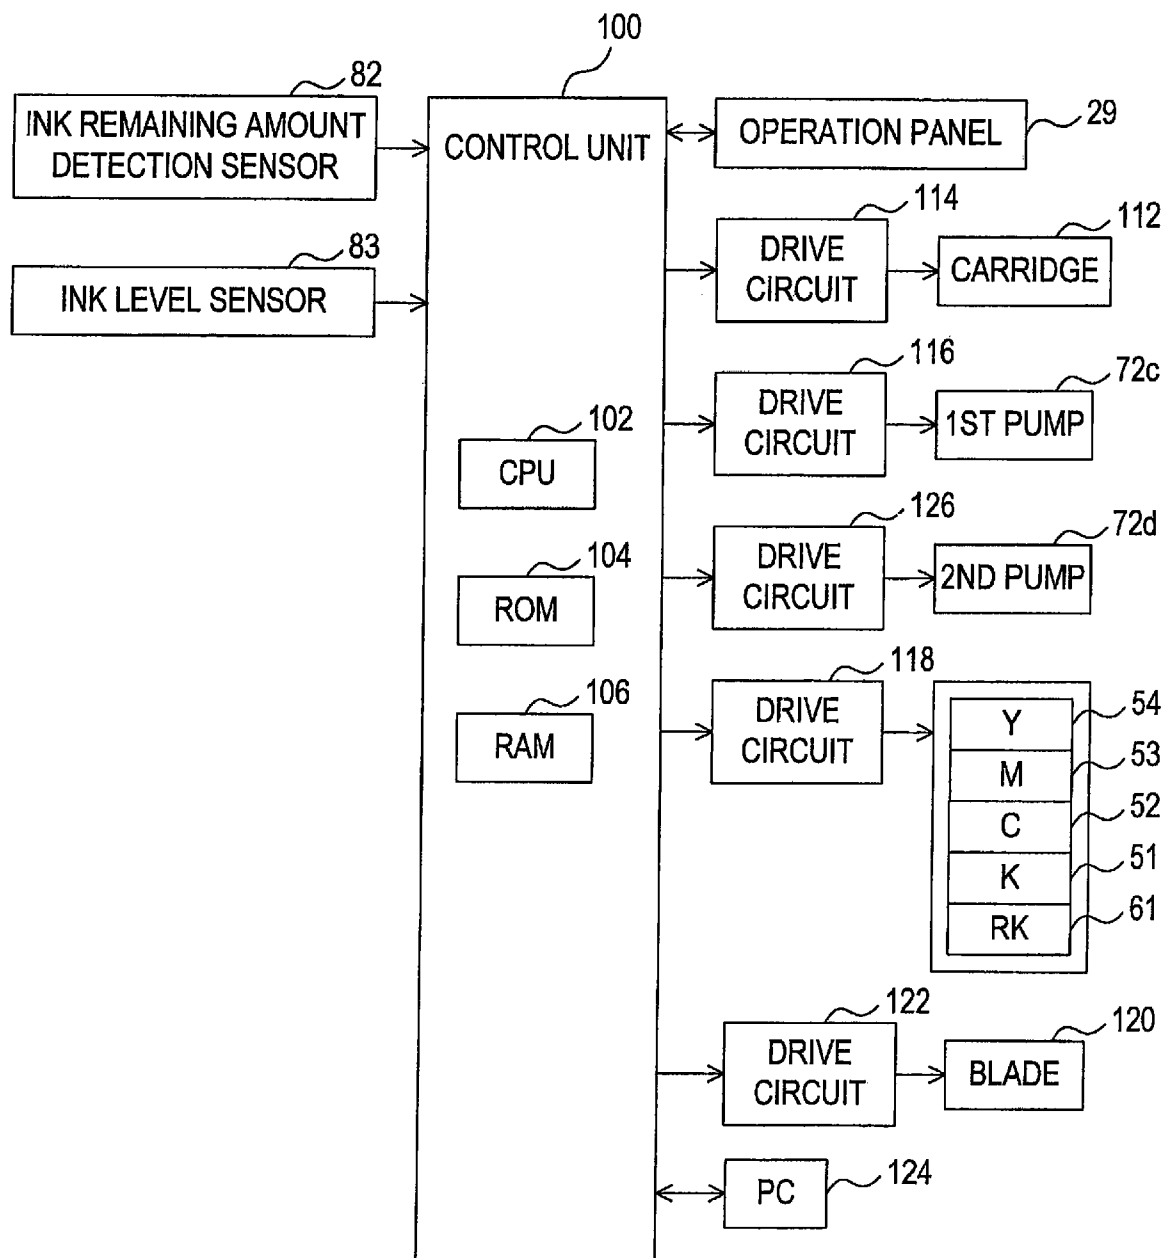 100
82
INK REMAINING AMOUNT
DETECTION SENSOR
CONTROL UNIT
OPERATION PANEL
29
83
INK LEVEL SENSOR
114
DRIVE
CIRCUIT
112
CARRIDGE
116
DRIVE
CIRCUIT
72c
1ST PUMP
102
CPU
126
DRIVE
CIRCUIT
72d
2ND PUMP
104
ROM
118
DRIVE
CIRCUIT
106
RAM
Y
54
M
53
C
52
K
51
RK
61
122
DRIVE
CIRCUIT
120
BLADE
PC
124